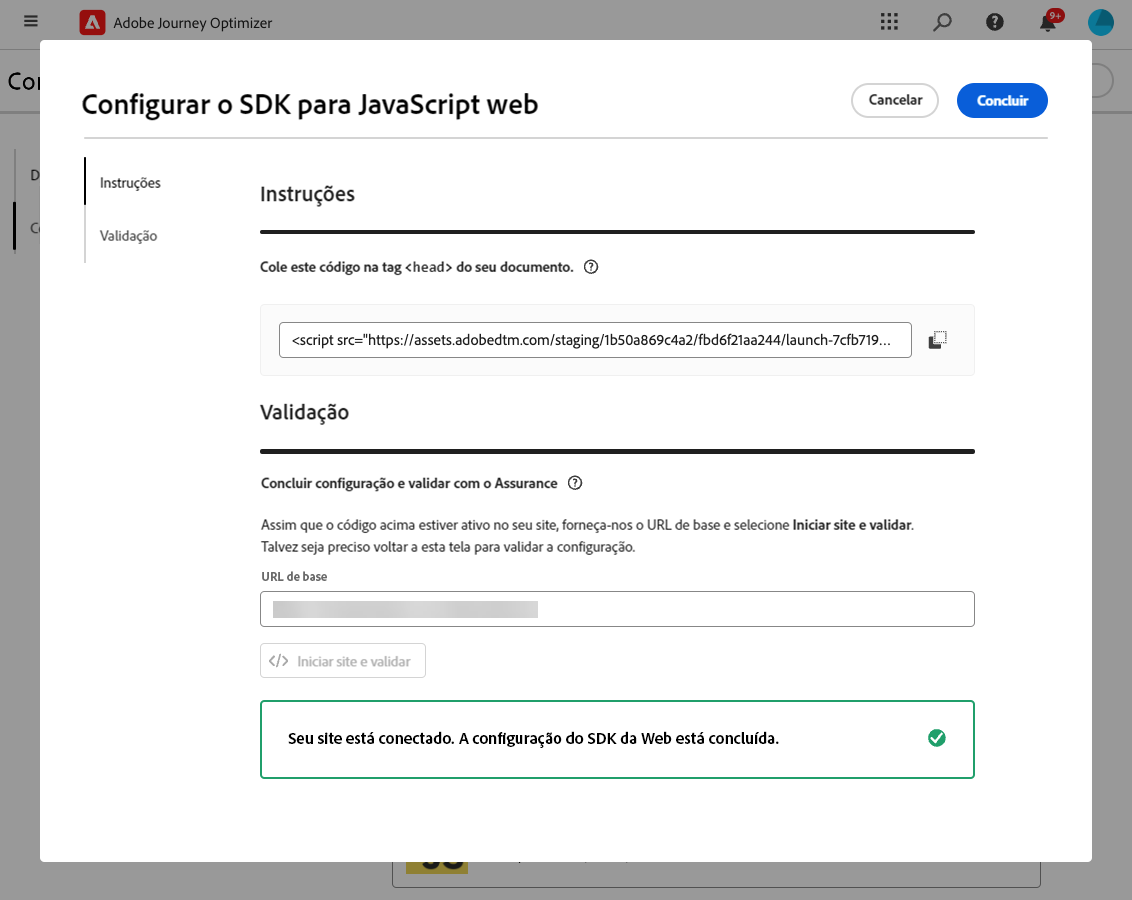 Adobe Journey Optimizer
9+
Configurar o SDK para JavaScript web
Cancelar
Concluir
Instruções
Validação
Instruções
Cole este código na tag <head> do seu documento.
<script src="https://assets.adobedtm.com/staging/1b50a869c4a2/fbd6f21aa244/launch-7cfb719...
Validação
Concluir configuração e validar com o Assurance
Assim que o código acima estiver ativo no seu site, forneça-nos o URL de base e selecione Iniciar site e validar.
Talvez seja preciso voltar a esta tela para validar a configuração.
URL de base
</> Iniciar site e validar
Seu site está conectado. A configuração do SDK da Web está concluída.